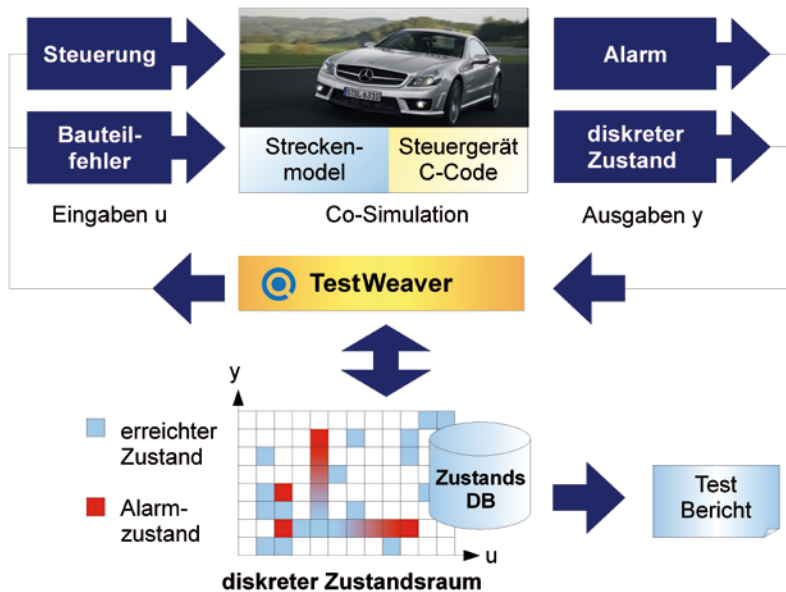 Steuerung
Alarm
Bauteil-
fehler
Strecken-
model
Steuergerät
C-Code
diskreter
Zustand
Eingaben u
Co-Simulation
Ausgaben y
TestWeaver
y
erreichter
Zustand
Alarm-
zustand
Zustands
DB
Test
Bericht
u
diskreter Zustandsraum